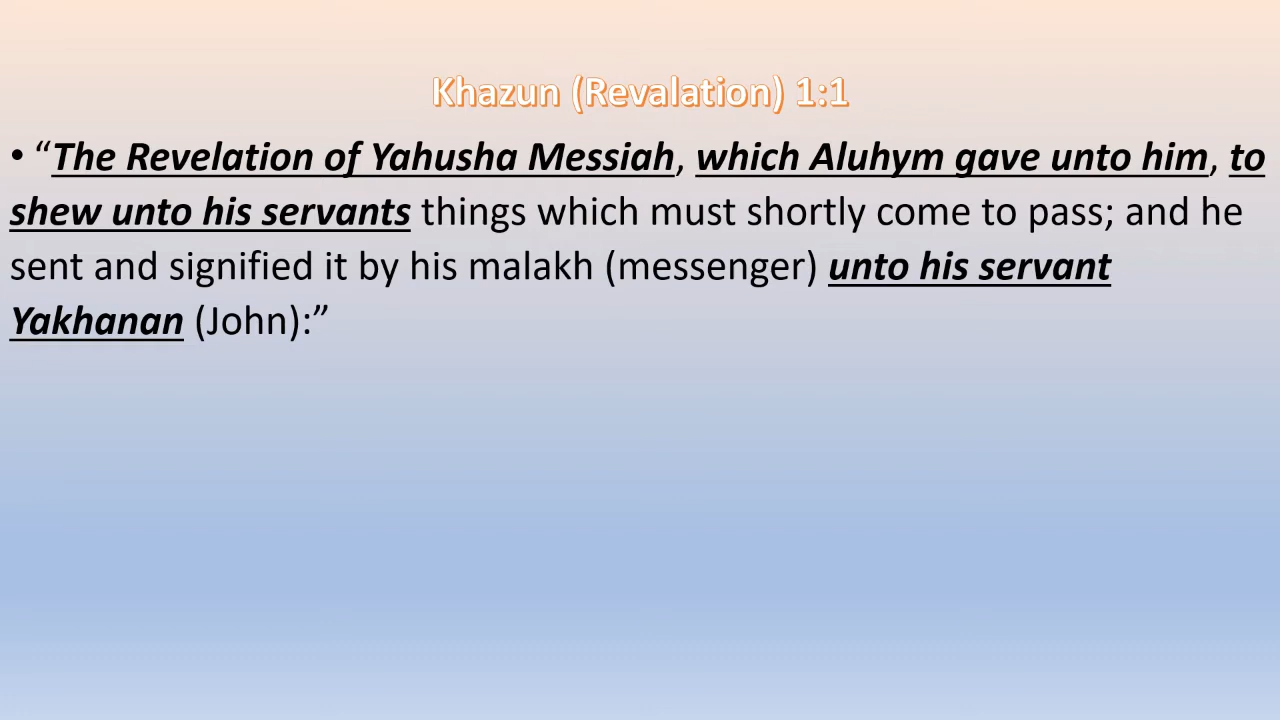 Khazun (Revalation) 1:1
• “The Revelation of Yahusha Messiah, which Aluhym gave unto him, to
shew unto his servants things which must shortly come to pass; and he
sent and signified it by his malakh (messenger) unto his servant
Yakhanan (John):”